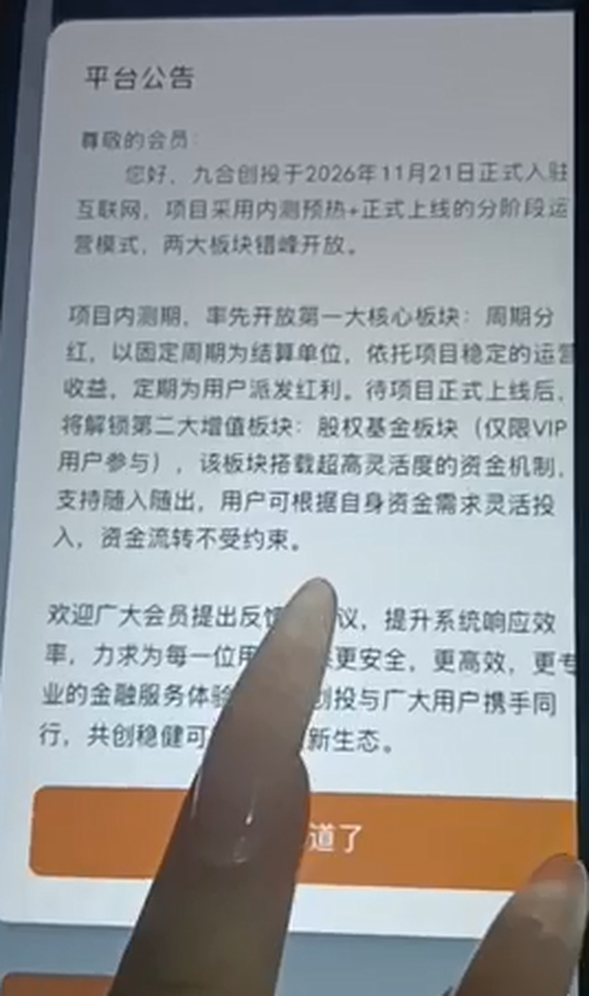 平台公告
尊敬的会员：
您好，九合创投于2026年11月21日正式入驻
互联网，项目采用内测预热+正式上线的分阶段运
营模式，两大板块错峰开放。
项目内测期，率先开放第一大核心板块：周期分
红，以固定周期为结算单位，依托项目稳定的运营
收益，定期为用户派发红利。待项目正式上线后，
将解锁第二大增值板块：股权基金板块（仅限VIP
用户参与），该板块搭载超高灵活度的资金机制，
支持随入随出，用户可根据自身资金需求灵活投
入，资金流转不受约束。
欢迎广大会员提出反馈 议，提升系统响应效
率，力求为每一位用 更安全，更高效，更专
业的金融服务体验 创投与广大用户携手同
行，共创稳健可 新生态。
道了